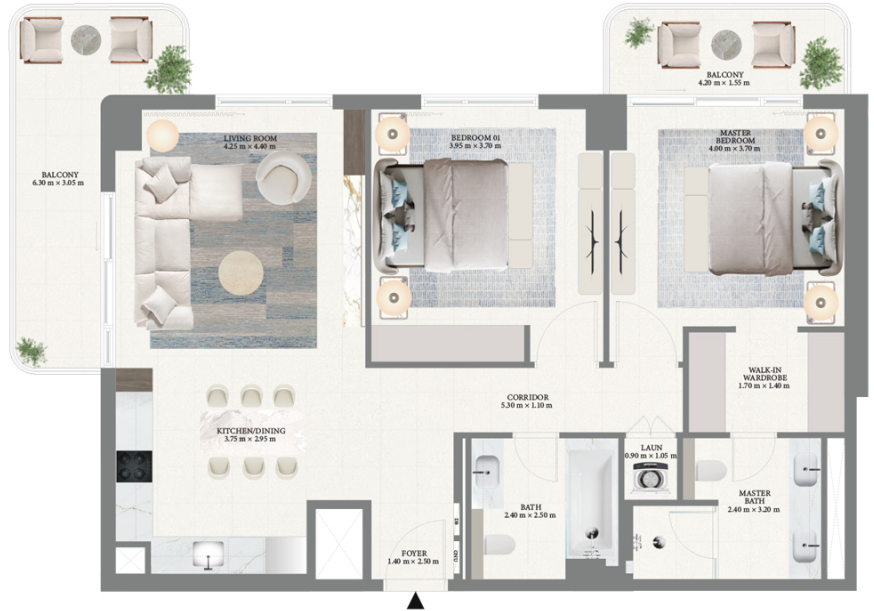 BALCONY
4.20 m × 1.55 m
LIVING ROOM
4.25 m × 4.40 m
BEDROOM 01
3.95 m × 3.70 m
MASTER
BEDROOM
4.00 m × 3.70 m
BALCONY
6.30 m × 3.05 m
WALK-IN
WARDROBE
1.70 m × 1.40 m
CORRIDOR
5.30 m × 1.10 m
KITCHEN/DINING
3.75 m × 2.95 m
LAUN
0.90 m × 1.05 m
MASTER
BATH
2.40 m × 3.20 m
BATH
2.40 m × 2.50 m
FOYER
1.40 m × 2.50 m